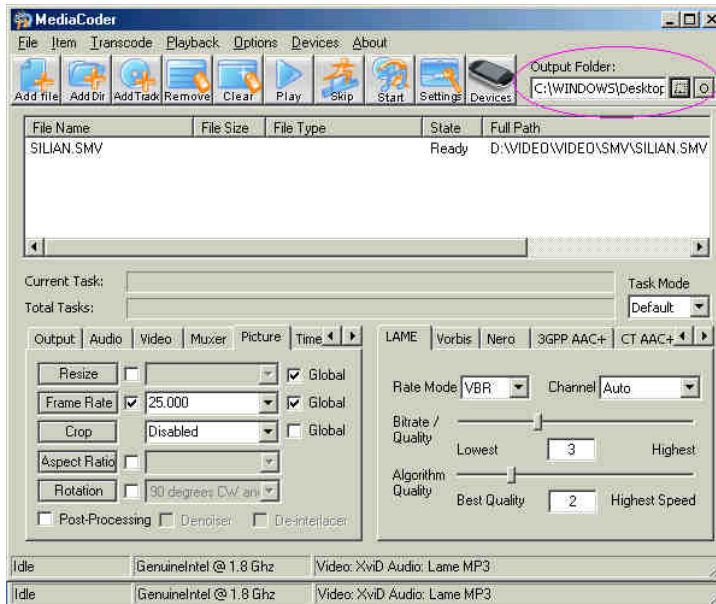 MediaCoder
File Item Transcode Playback Options Devices About
Add file Add Dir Add Track Remove Clear Play Skip Start Settings Devices
Output Folder:
C:\WINDOWS\Desktop
File Name File Size File Type State Full Path
SILIAN.SMV Ready D:\VIDEO\VIDEO\SMV\SILIAN.SMV
Current Task:
Task Mode
Total Tasks:
Default
Output Audio Video Muxer Picture Time
LAME Vorbis Nero 3GPP AAC+ CT AAC+
Resize Global
Frame Rate 25.000 Global
Crop Disabled Global
Aspect Ratio
Rotation 90 degrees CW an
Post-Processing Denoiser De-interlacer
Rate Mode VBR Channel Auto
Bitrate /
Quality
Lowest 3 Highest
Algorithm
Quality
Best Quality 2 Highest Speed
Idle GenuineIntel @ 1.8 Ghz Video: XviD Audio: Lame MP3
Idle GenuineIntel @ 1.8 Ghz Video: XviD Audio: Lame MP3